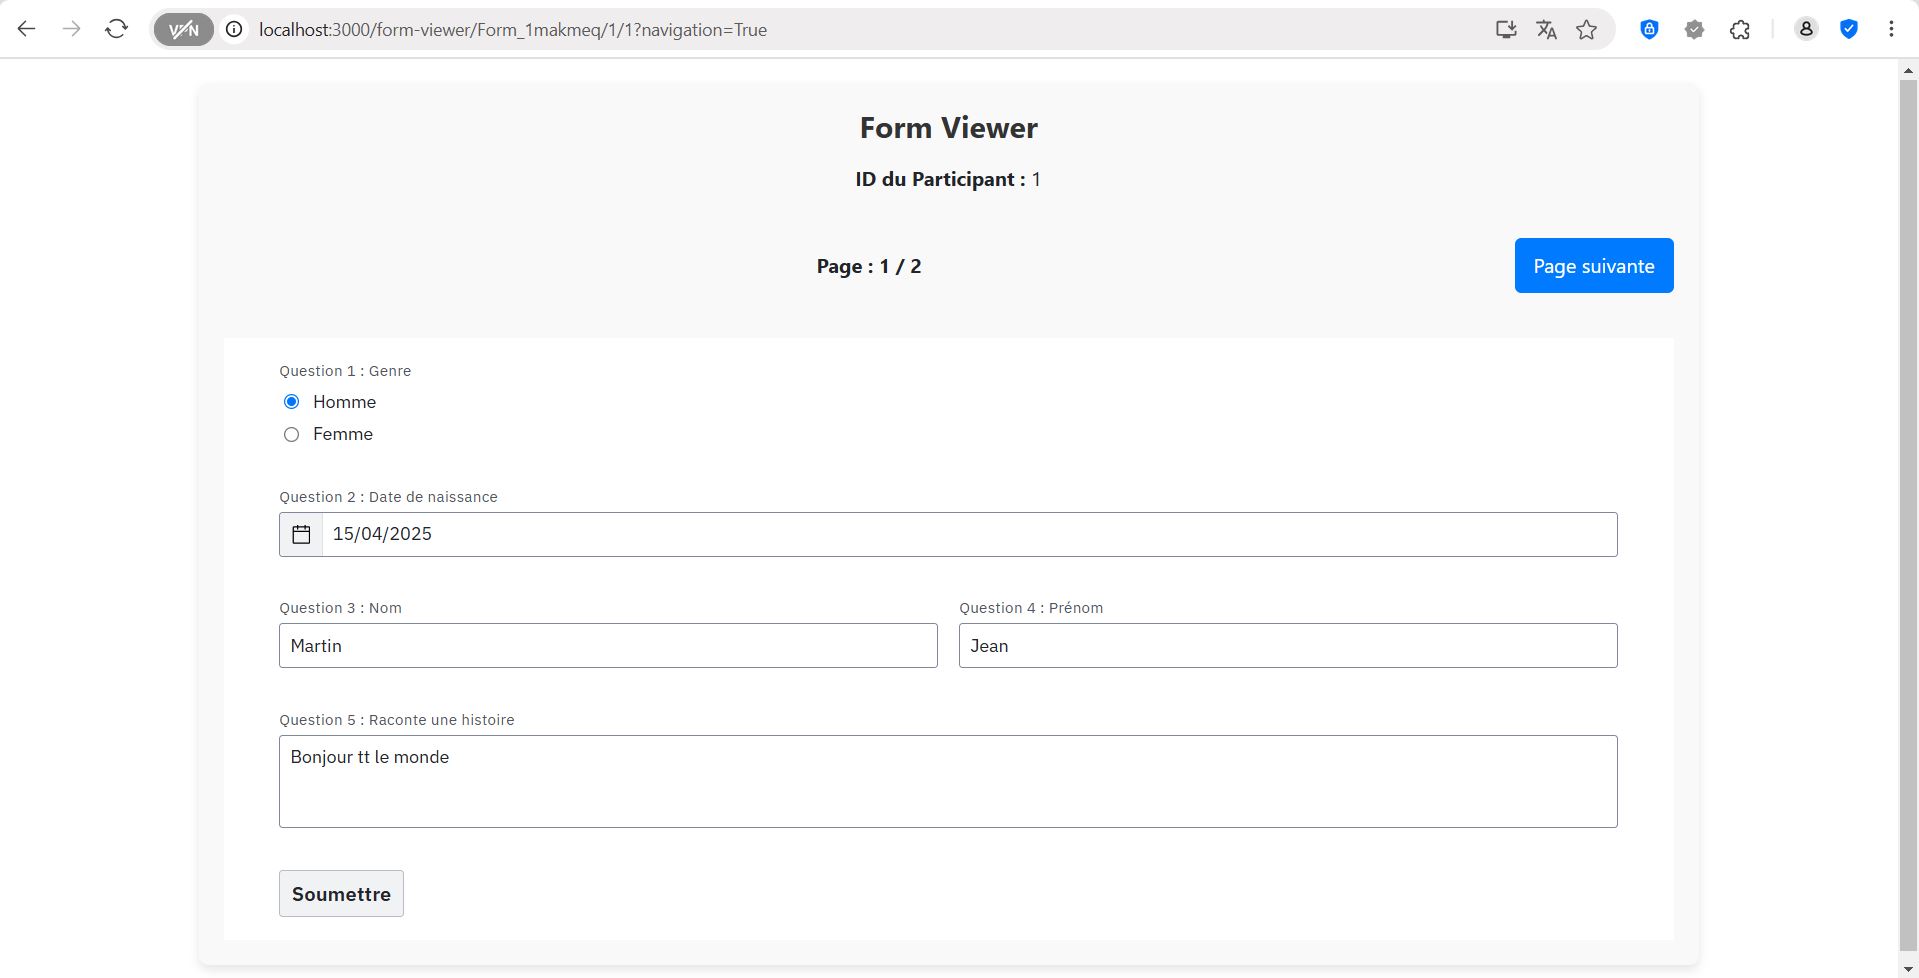 VPN
localhost:3000/form-viewer/Form_1makmeq/1/1?navigation=True
Form Viewer
ID du Participant : 1
Page : 1 / 2
Page suivante
Question 1 : Genre
Homme
Femme
Question 2 : Date de naissance
15/04/2025
Question 3 : Nom
Question 4 : Prénom
Martin
Jean
Question 5 : Raconte une histoire
Bonjour tt le monde
Soumettre